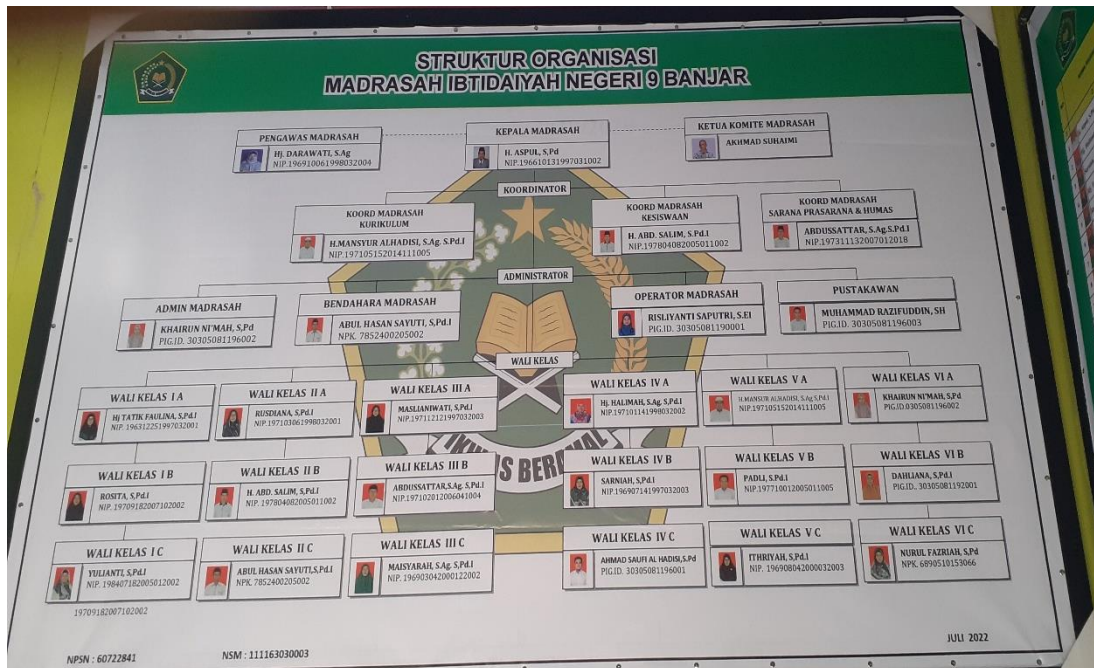 STRUKTUR ORGANISASI
MADRASAH IBTIDAIYAH NEGERI 9 BANJAR
PENGAWAS MADRASAH
Hj. DARAWATI, S.Ag
NIP.196910061998032004
KEPALA MADRASAH
H. ASPUL, S,Pd
NIP.196610131997031002
KETUA KOMITE MADRASAH
AKHMAD SUHAIMI
KOORDINATOR
KOORD MADRASAH
KURIKULUM
H.MANSYUR ALHADISI, S.Ag. S.Pd.I
NIP.197105152014111005
KOORD MADRASAH
KESISWAAN
H. ABD. SALIM, S.Pd.I
NIP.197804082005011002
KOORD MADRASAH
SARANA PRASARANA & HUMAS
ABDUSSATTAR, S.Ag.S.Pd.I
NIP.197311132007012018
ADMINISTRATOR
ADMIN MADRASAH
KHAIRUN NI'MAH, S,Pd
PIG.ID. 30305081196002
BENDAHARA MADRASAH
ABUL HASAN SAYUTI, S,Pd.I
NPK. 7852400205002
OPERATOR MADRASAH
RISLIYANTI SAPUTRI, S.EI
PIG.ID. 30305081190001
PUSTAKAWAN
MUHAMMAD RAZIFUDDIN, SH
PIG.ID. 30305081196003
WALI KELAS
WALI KELAS I A
Hj TATIK FAULINA, S,Pd.I
NIP. 196312251997032001
WALI KELAS II A
RUSDIANA, S,Pd.I
NIP.197103061998032001
WALI KELAS III A
MASLIANIWATI, S,Pd.I
NIP.197112121997032003
WALI KELAS IV A
Hj. HALIMAH, S.Ag, S.Pd.I
NIP.197101141998032002
WALI KELAS V A
H.MANSUR ALHADISI, S.Ag S,Pd.I
NIP.197105152014111005
WALI KELAS VI A
KHAIRUN NI'MAH, S,Pd
PIG.ID.0305081196002
WALI KELAS I B
ROSITA, S,Pd.I
NIP. 19709182007102002
WALI KELAS II B
H. ABD. SALIM, S,Pd.I
NIP. 197804082005011002
WALI KELAS III B
ABDUSSATTAR,S.Ag, S,Pd.I
NIP.197102012006041004
WALI KELAS IV B
SARNIAH, S,Pd.I
NIP.196907141997032003
WALI KELAS V B
PADLI, S,Pd.I
NIP.197710012005011005
WALI KELAS VI B
DAHLIANA, S,Pd.I
PIG.ID. 30305081192001
WALI KELAS I C
YULIANTI, S,Pd.I
NIP. 198407182005012002
WALI KELAS II C
ABUL HASAN SAYUTI,S,Pd.I
NPK. 7852400205002
WALI KELAS III C
MAISYARAH, S.Ag, S,Pd.I
NIP. 196903042000122002
WALI KELAS IV C
AHMAD SAUFI AL HADISI,S,Pd
PIG.ID. 30305081196001
WALI KELAS V C
ITHRIYAH, S,Pd.I
NIP. 196908042000032003
WALI KELAS VI C
NURUL FAZRIAH, S,Pd
NPK. 6890510153066
19709182007102002
NPSN : 60722841
NSM : 111163030003
JULI 2022